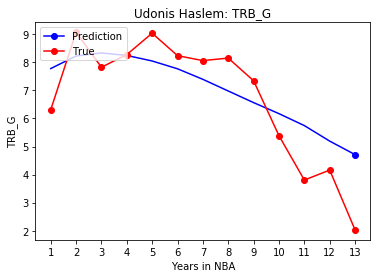 Udonis Haslem: TRB_G
Prediction
True
TRB_G
9
8
7
6
5
4
3
2
1 2 3 4 5 6 7 8 9 10 11 12 13
Years in NBA